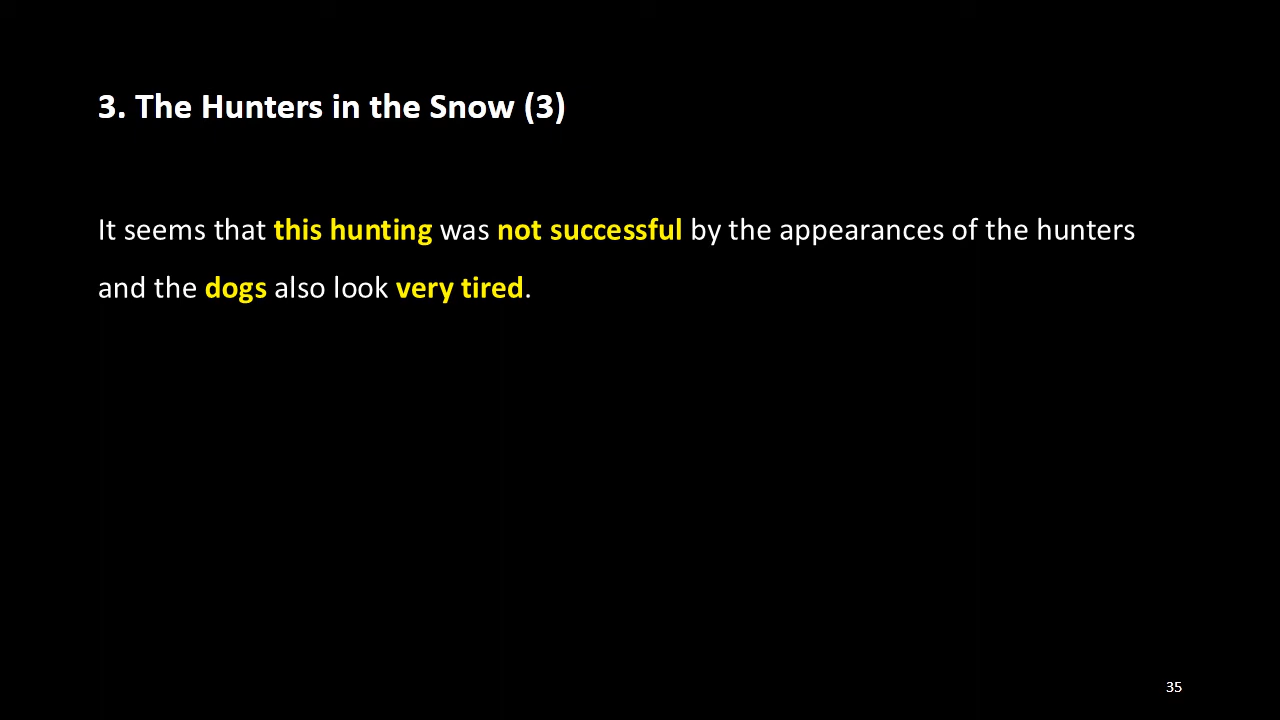 3. The Hunters in the Snow (3)
It seems that this hunting was not successful by the appearances of the hunters
and the dogs also look very tired.
35